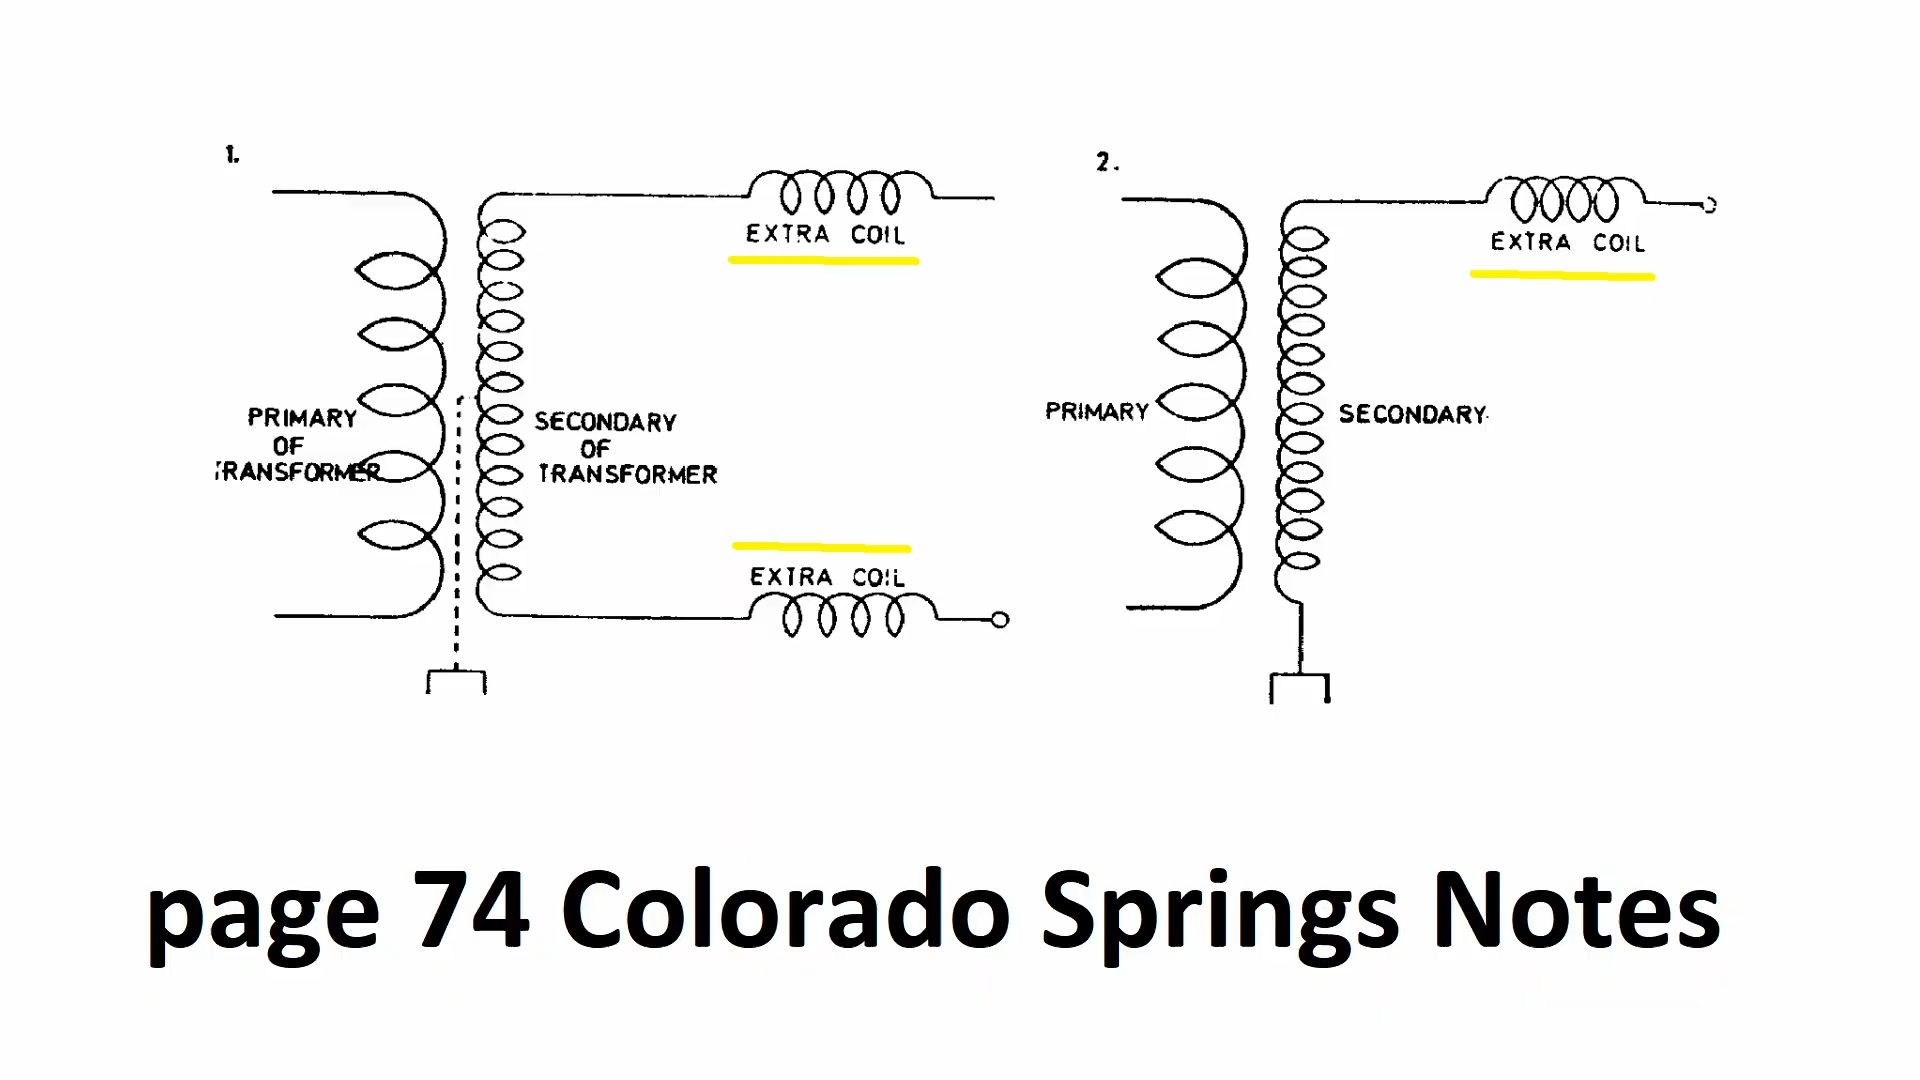 1.
EXTRA COIL
PRIMARY
OF
TRANSFORMER
SECONDARY
OF
TRANSFORMER
EXTRA COIL
2.
EXTRA COIL
PRIMARY
SECONDARY
page 74 Colorado Springs Notes